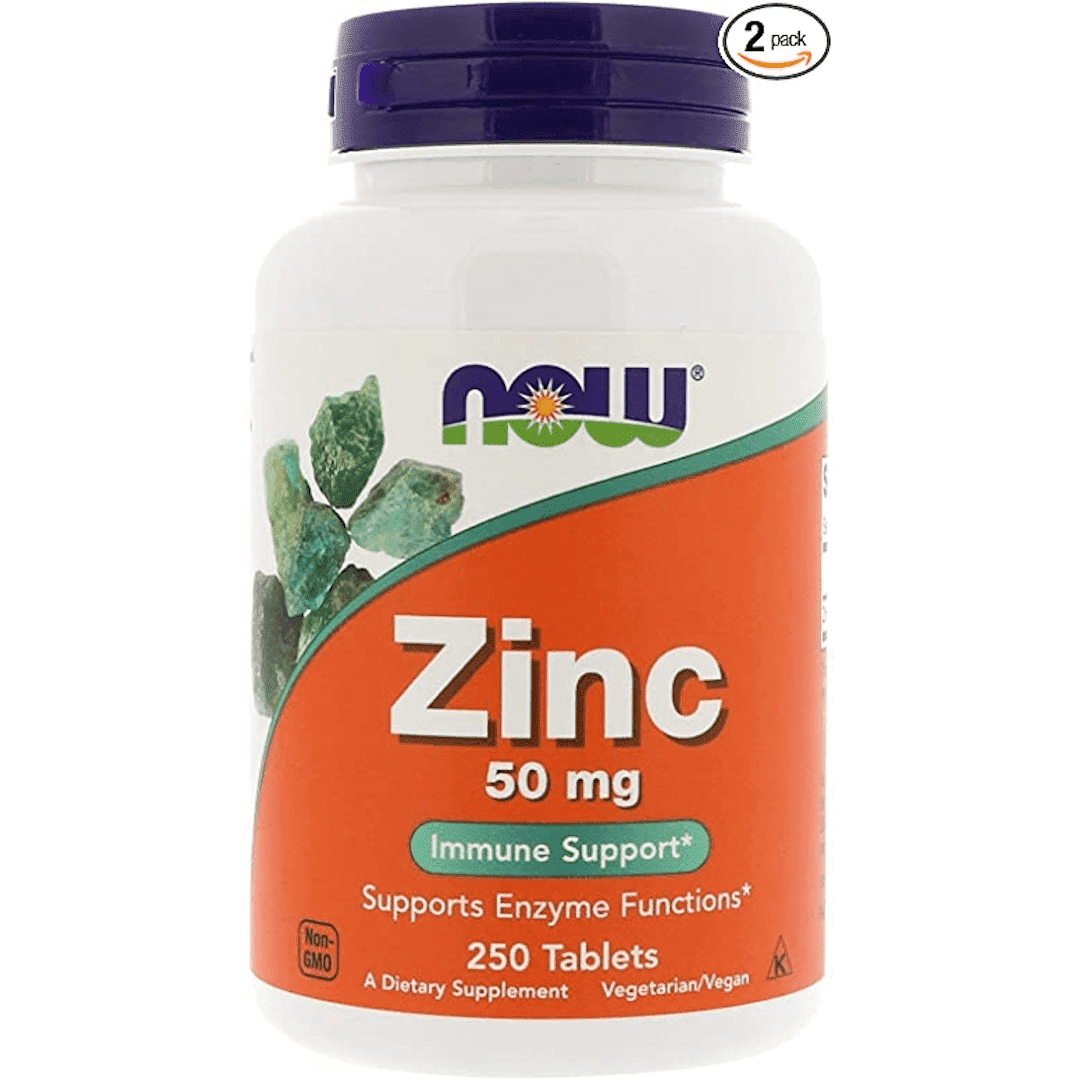 2 pack
now®
Zinc
50 mg
Immune Support*
Supports Enzyme Functions*
250 Tablets
Non-
GMO
A Dietary Supplement Vegetarian/Vegan
K